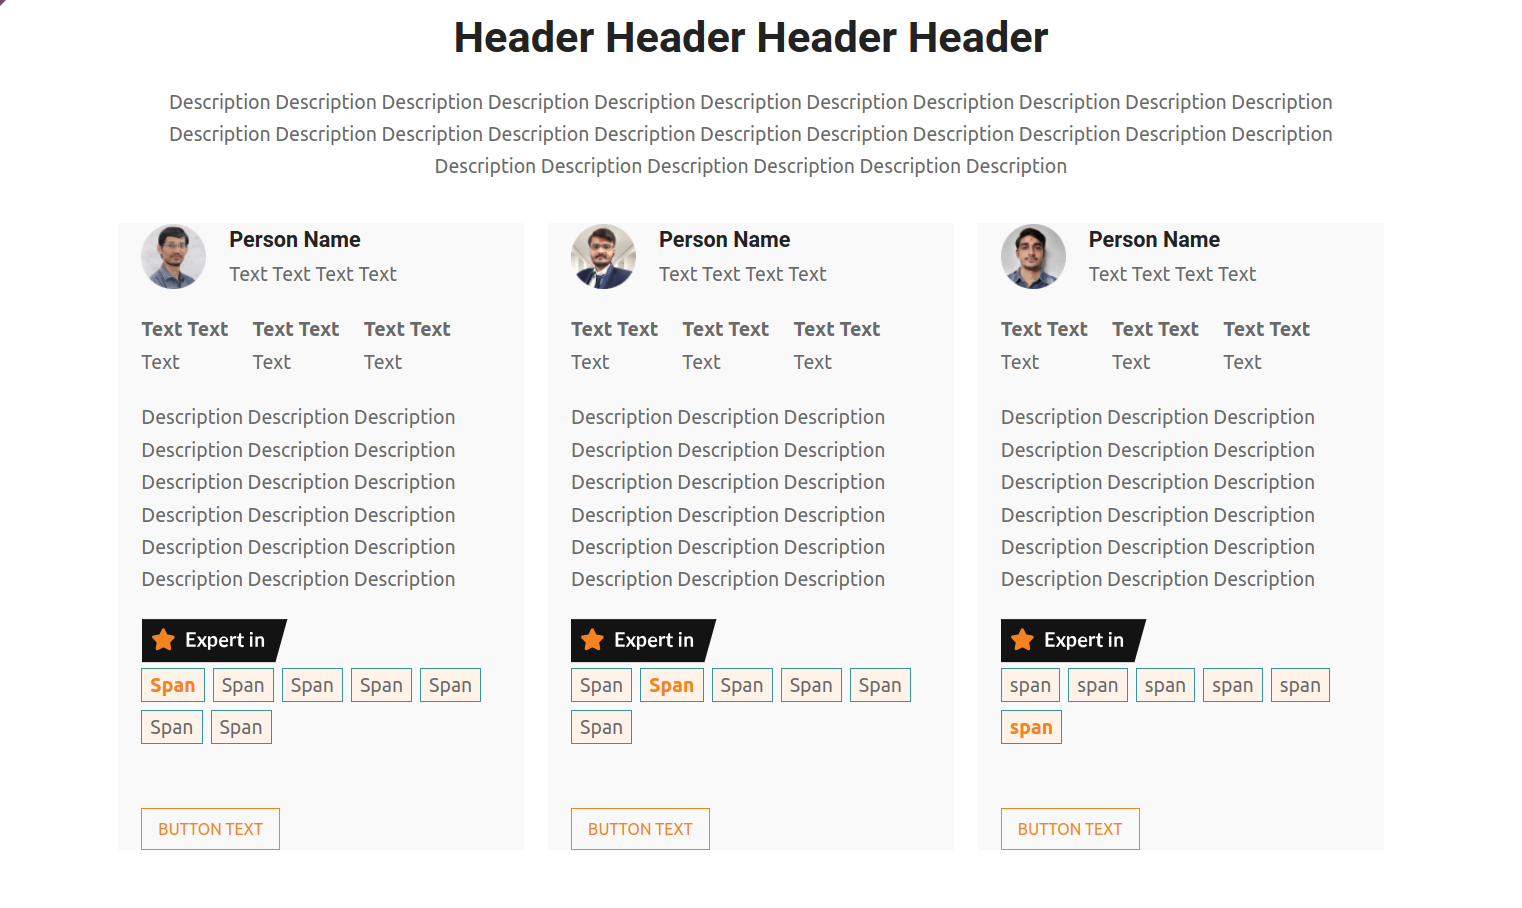 Header Header Header Header
Description Description Description Description Description Description Description Description Description Description Description
Description Description Description Description Description Description Description Description Description Description Description
Description Description Description Description Description Description
Person Name
Text Text Text Text
Text Text Text Text Text Text
Text Text Text
Description Description Description
Description Description Description
Description Description Description
Description Description Description
Description Description Description
Description Description Description
Expert in
Span Span Span Span Span
Span Span
BUTTON TEXT
Person Name
Text Text Text Text
Text Text Text Text Text Text
Text Text Text
Description Description Description
Description Description Description
Description Description Description
Description Description Description
Description Description Description
Description Description Description
Expert in
Span Span Span Span Span
Span
BUTTON TEXT
Person Name
Text Text Text Text
Text Text Text Text Text Text
Text Text Text
Description Description Description
Description Description Description
Description Description Description
Description Description Description
Description Description Description
Description Description Description
Expert in
span span span span span
span
BUTTON TEXT